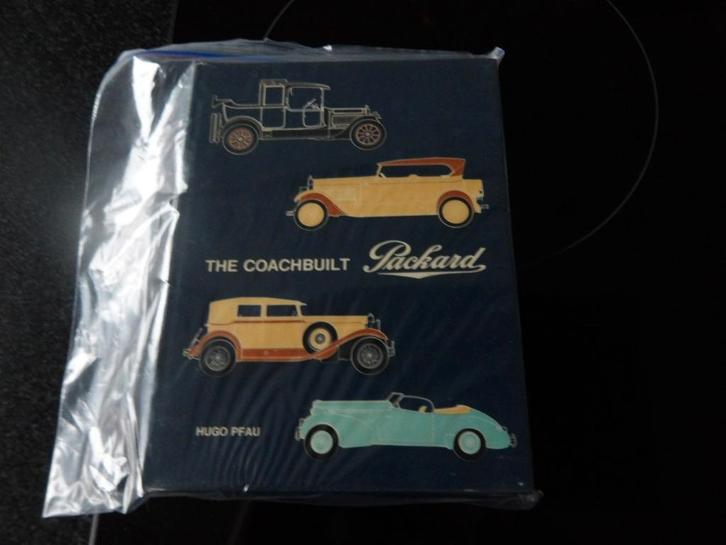 THE COACHBUILT Packard
HUGO PFAU